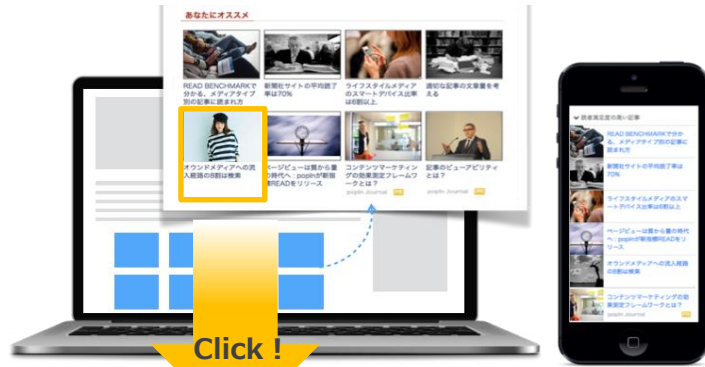 あなたにオススメ
READ BENCHMARKで
分かる、メディアタイプ
別の記事に読まれ方
新聞社サイトの平均読了
率は70%
ライフスタイルメディア
のスマートデバイス比率
は6割以上
適切な記事の文章量を考
える
オウンドメディアへの流
入経路の8割は検索
ページビューは質から量
の時代へ：popInが新指
標READをリリース
コンテンツマーケティン
グの効果測定フレームワ
ークとは？
popIn Journal
記事のビューアビリティ
とは？
popIn Journal
Click !
読者満足度の高い記事
READ BENCHMARKで分か
る、メディアタイプ別の記事に
読まれ方
新聞社サイトの平均読了率は
70%
ライフスタイルメディアのスマ
ートデバイス比率は6割以上
ページビューは質から量の時代
へ：popInが新指標READをリ
リース
オウンドメディアへの流入経路
の8割は検索
コンテンツマーケティングの効
果測定フレームワークとは？
popIn Journal